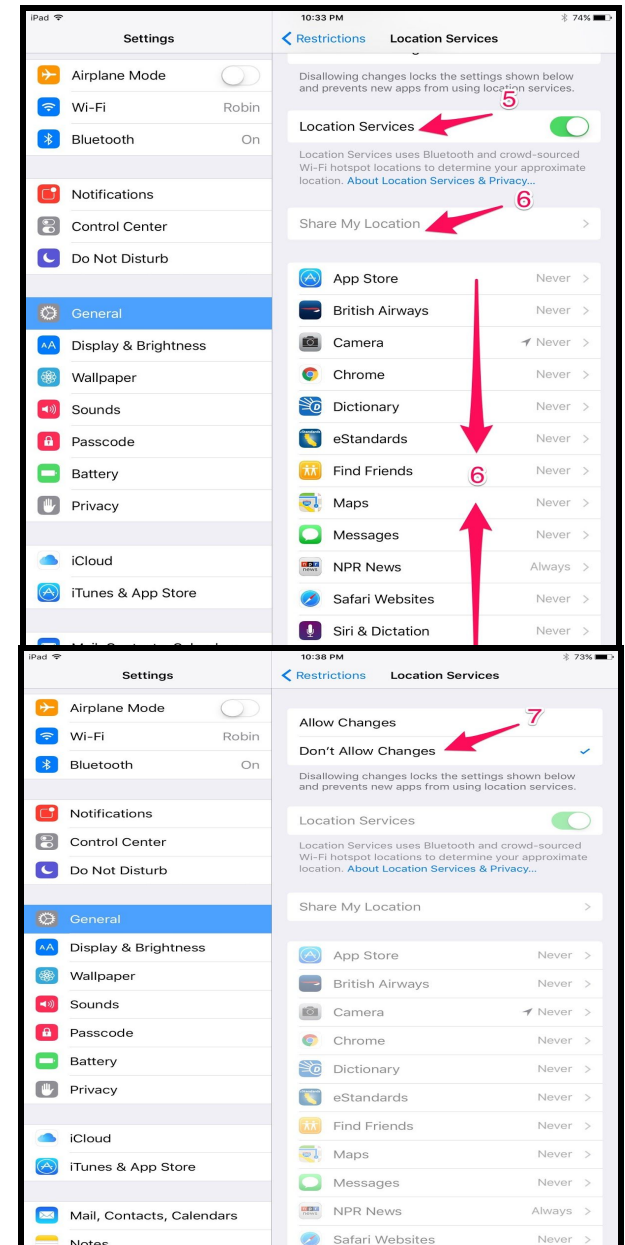 iPad 10:33 PM 74%
Settings
Restrictions Location Services
Airplane Mode
Wi-Fi Robin
Bluetooth On
Notifications
Control Center
Do Not Disturb
General
Display & Brightness
Wallpaper
Sounds
Passcode
Battery
Privacy
iCloud
iTunes & App Store
Disallowing changes locks the settings shown below
and prevents new apps from using location services.
5
Location Services
Location Services uses Bluetooth and crowd-sourced
Wi-Fi hotspot locations to determine your approximate
location. About Location Services & Privacy...
6
Share My Location
App Store Never
British Airways Never
Camera Never
Chrome Never
Dictionary Never
eStandards Never
Find Friends Never
6
Maps Never
Messages Never
NPR News Always
Safari Websites Never
Siri & Dictation Never
iPad 10:38 PM 73%
Settings
Restrictions Location Services
Airplane Mode
Wi-Fi Robin
Bluetooth On
Notifications
Control Center
Do Not Disturb
General
Display & Brightness
Wallpaper
Sounds
Passcode
Battery
Privacy
iCloud
iTunes & App Store
Mail, Contacts, Calendars
Notes
7
Allow Changes
Don't Allow Changes
Disallowing changes locks the settings shown below
and prevents new apps from using location services.
Location Services
Location Services uses Bluetooth and crowd-sourced
Wi-Fi hotspot locations to determine your approximate
location. About Location Services & Privacy...
Share My Location
App Store Never
British Airways Never
Camera Never
Chrome Never
Dictionary Never
eStandards Never
Find Friends Never
Maps Never
Messages Never
NPR News Always
Safari Websites Never